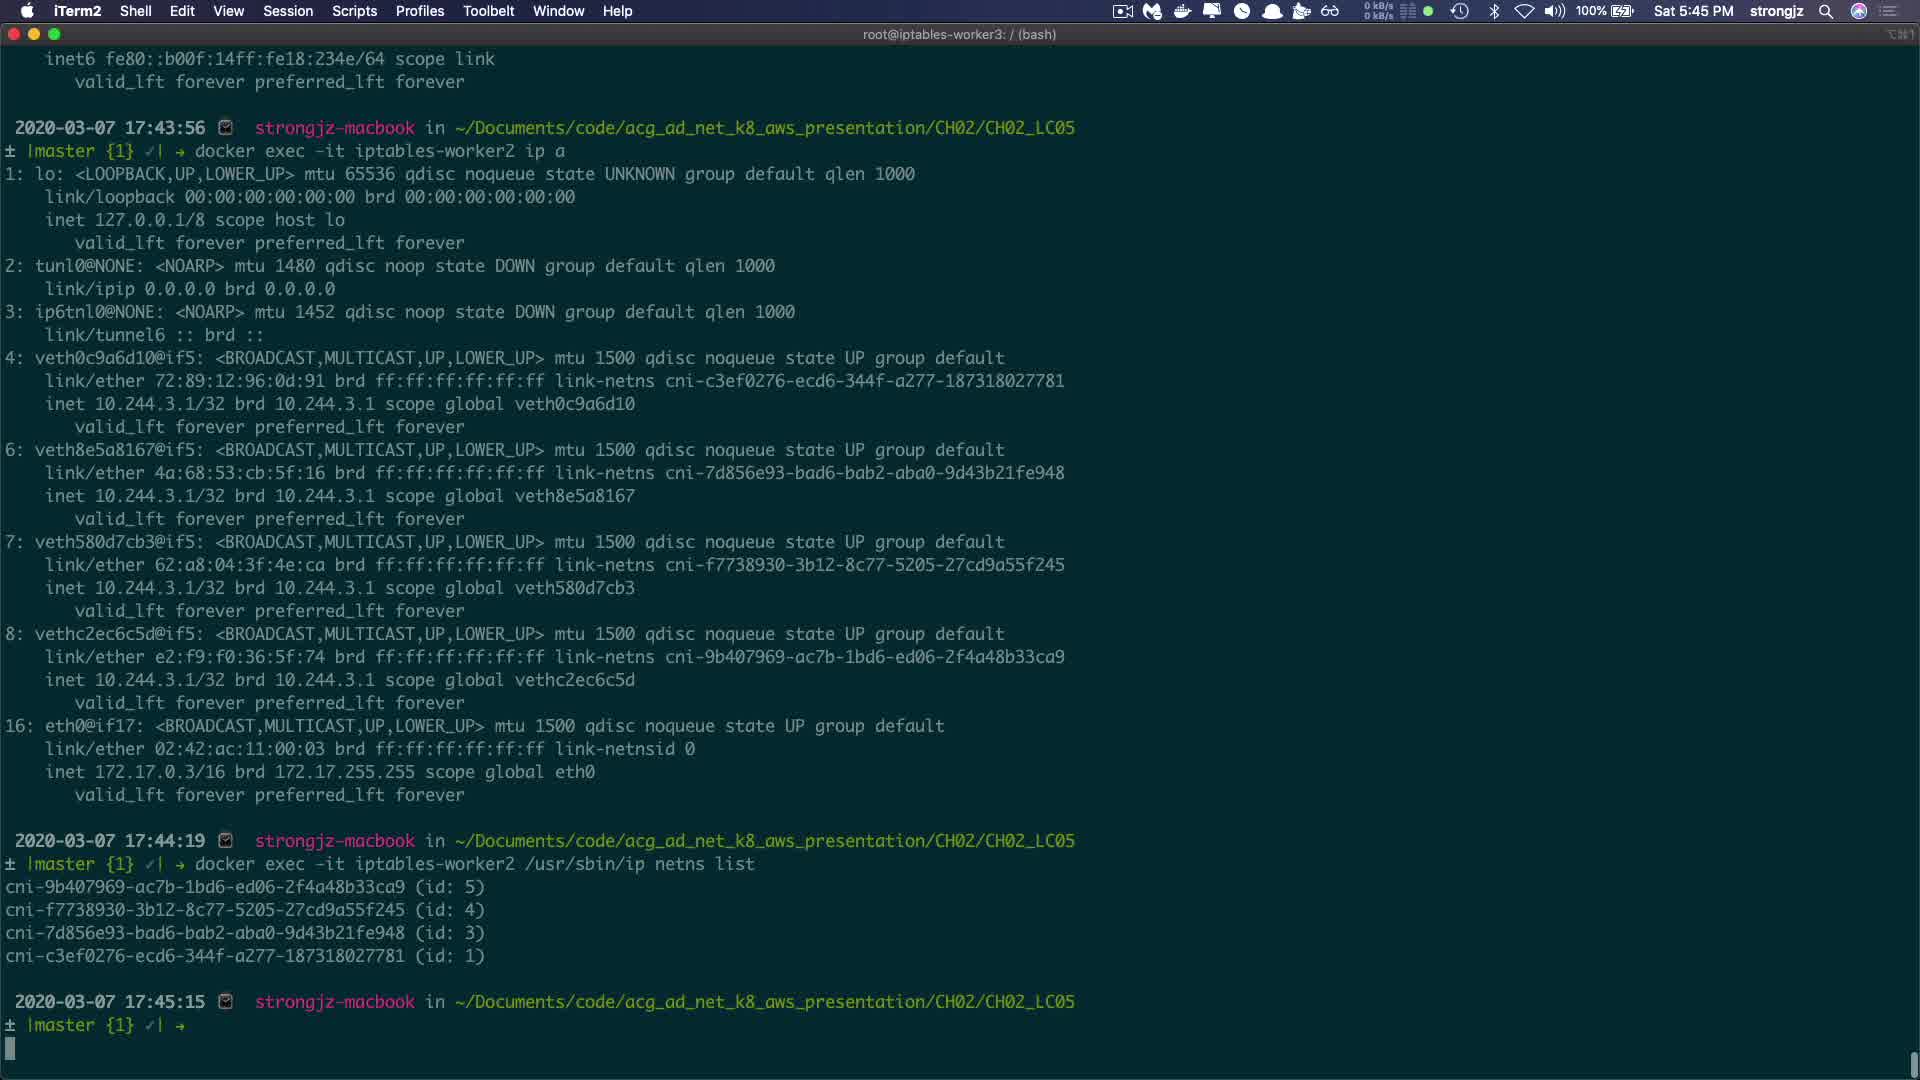 iTerm2 Shell Edit View Session Scripts Profiles Toolbelt Window Help 0 kB/s 0 kB/s 100% Sat 5:45 PM strongjz
root@iptables-worker3: / (bash) ⌥⌘1
inet6 fe80::b00f:14ff:fe18:234e/64 scope link
valid_lft forever preferred_lft forever
2020-03-07 17:43:56 strongjz-macbook in ~/Documents/code/acg_ad_net_k8_aws_presentation/CH02/CH02_LC05
± |master {1} ✓| → docker exec -it iptables-worker2 ip a
1: lo: <LOOPBACK,UP,LOWER_UP> mtu 65536 qdisc noqueue state UNKNOWN group default qlen 1000
link/loopback 00:00:00:00:00:00 brd 00:00:00:00:00:00
inet 127.0.0.1/8 scope host lo
valid_lft forever preferred_lft forever
2: tunl0@NONE: <NOARP> mtu 1480 qdisc noop state DOWN group default qlen 1000
link/ipip 0.0.0.0 brd 0.0.0.0
3: ip6tnl0@NONE: <NOARP> mtu 1452 qdisc noop state DOWN group default qlen 1000
link/tunnel6 :: brd ::
4: veth0c9a6d10@if5: <BROADCAST,MULTICAST,UP,LOWER_UP> mtu 1500 qdisc noqueue state UP group default
link/ether 72:89:12:96:0d:91 brd ff:ff:ff:ff:ff:ff link-netns cni-c3ef0276-ecd6-344f-a277-187318027781
inet 10.244.3.1/32 brd 10.244.3.1 scope global veth0c9a6d10
valid_lft forever preferred_lft forever
6: veth8e5a8167@if5: <BROADCAST,MULTICAST,UP,LOWER_UP> mtu 1500 qdisc noqueue state UP group default
link/ether 4a:68:53:cb:5f:16 brd ff:ff:ff:ff:ff:ff link-netns cni-7d856e93-bad6-bab2-aba0-9d43b21fe948
inet 10.244.3.1/32 brd 10.244.3.1 scope global veth8e5a8167
valid_lft forever preferred_lft forever
7: veth580d7cb3@if5: <BROADCAST,MULTICAST,UP,LOWER_UP> mtu 1500 qdisc noqueue state UP group default
link/ether 62:a8:04:3f:4e:ca brd ff:ff:ff:ff:ff:ff link-netns cni-f7738930-3b12-8c77-5205-27cd9a55f245
inet 10.244.3.1/32 brd 10.244.3.1 scope global veth580d7cb3
valid_lft forever preferred_lft forever
8: vethc2ec6c5d@if5: <BROADCAST,MULTICAST,UP,LOWER_UP> mtu 1500 qdisc noqueue state UP group default
link/ether e2:f9:f0:36:5f:74 brd ff:ff:ff:ff:ff:ff link-netns cni-9b407969-ac7b-1bd6-ed06-2f4a48b33ca9
inet 10.244.3.1/32 brd 10.244.3.1 scope global vethc2ec6c5d
valid_lft forever preferred_lft forever
16: eth0@if17: <BROADCAST,MULTICAST,UP,LOWER_UP> mtu 1500 qdisc noqueue state UP group default
link/ether 02:42:ac:11:00:03 brd ff:ff:ff:ff:ff:ff link-netnsid 0
inet 172.17.0.3/16 brd 172.17.255.255 scope global eth0
valid_lft forever preferred_lft forever
2020-03-07 17:44:19 strongjz-macbook in ~/Documents/code/acg_ad_net_k8_aws_presentation/CH02/CH02_LC05
± |master {1} ✓| → docker exec -it iptables-worker2 /usr/sbin/ip netns list
cni-9b407969-ac7b-1bd6-ed06-2f4a48b33ca9 (id: 5)
cni-f7738930-3b12-8c77-5205-27cd9a55f245 (id: 4)
cni-7d856e93-bad6-bab2-aba0-9d43b21fe948 (id: 3)
cni-c3ef0276-ecd6-344f-a277-187318027781 (id: 1)
2020-03-07 17:45:15 strongjz-macbook in ~/Documents/code/acg_ad_net_k8_aws_presentation/CH02/CH02_LC05
± |master {1} ✓| →